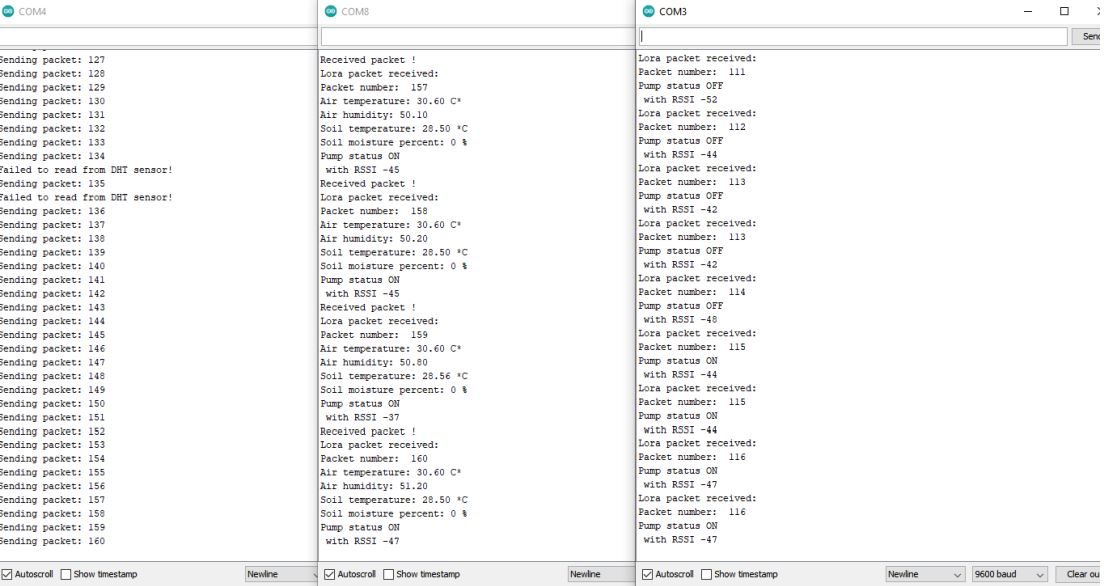 COM4
Sending packet: 127
Sending packet: 128
Sending packet: 129
Sending packet: 130
Sending packet: 131
Sending packet: 132
Sending packet: 133
Sending packet: 134
Failed to read from DHT sensor!
Sending packet: 135
Failed to read from DHT sensor!
Sending packet: 136
Sending packet: 137
Sending packet: 138
Sending packet: 139
Sending packet: 140
Sending packet: 141
Sending packet: 142
Sending packet: 143
Sending packet: 144
Sending packet: 145
Sending packet: 146
Sending packet: 147
Sending packet: 148
Sending packet: 149
Sending packet: 150
Sending packet: 151
Sending packet: 152
Sending packet: 153
Sending packet: 154
Sending packet: 155
Sending packet: 156
Sending packet: 157
Sending packet: 158
Sending packet: 159
Sending packet: 160
Autoscroll Show timestamp Newline
COM8
Received packet !
Lora packet received:
Packet number:  157
Air temperature: 30.60 C*
Air humidity: 50.10
Soil temperature: 28.50 *C
Soil moisture percent: 0 %
Pump status ON
with RSSI -45
Received packet !
Lora packet received:
Packet number:  158
Air temperature: 30.60 C*
Air humidity: 50.20
Soil temperature: 28.50 *C
Soil moisture percent: 0 %
Pump status ON
with RSSI -45
Received packet !
Lora packet received:
Packet number:  159
Air temperature: 30.60 C*
Air humidity: 50.80
Soil temperature: 28.56 *C
Soil moisture percent: 0 %
Pump status ON
with RSSI -37
Received packet !
Lora packet received:
Packet number:  160
Air temperature: 30.60 C*
Air humidity: 51.20
Soil temperature: 28.50 *C
Soil moisture percent: 0 %
Pump status ON
with RSSI -47
Autoscroll Show timestamp Newline
COM3
Send
Lora packet received:
Packet number:  111
Pump status OFF
with RSSI -52
Lora packet received:
Packet number:  112
Pump status OFF
with RSSI -44
Lora packet received:
Packet number:  113
Pump status OFF
with RSSI -42
Lora packet received:
Packet number:  113
Pump status OFF
with RSSI -42
Lora packet received:
Packet number:  114
Pump status OFF
with RSSI -48
Lora packet received:
Packet number:  115
Pump status ON
with RSSI -44
Lora packet received:
Packet number:  115
Pump status ON
with RSSI -44
Lora packet received:
Packet number:  116
Pump status ON
with RSSI -47
Lora packet received:
Packet number:  116
Pump status ON
with RSSI -47
Autoscroll Show timestamp Newline 9600 baud Clear ou